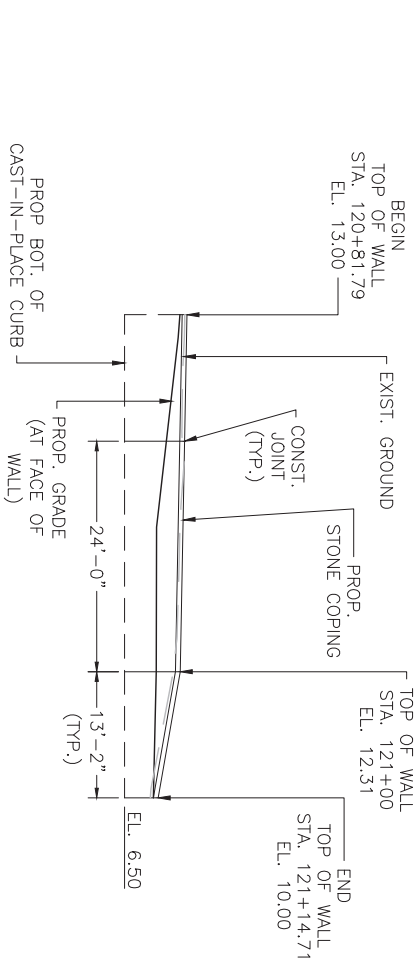 BEGIN
TOP OF WALL
STA. 120+81.79
EL. 13.00
EXIST. GROUND
CONST.
JOINT
(TYP.)
PROP.
STONE COPING
TOP OF WALL
STA. 121+00
EL. 12.31
END
TOP OF WALL
STA. 121+14.71
EL. 10.00
PROP BOT. OF
CAST-IN-PLACE CURB
PROP. GRADE
(AT FACE OF
WALL)
24'-0"
13'-2"
(TYP.)
EL. 6.50